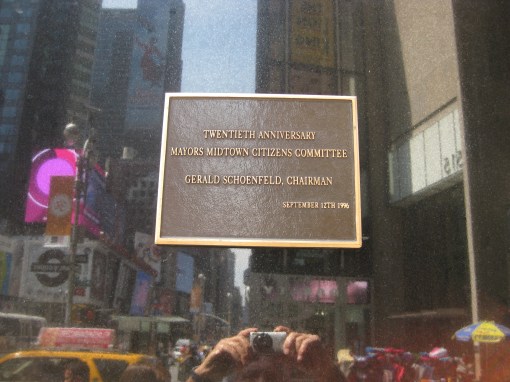 TWENTIETH ANNIVERSARY
MAYORS MIDTOWN CITIZENS COMMITTEE
GERALD SCHOENFELD, CHAIRMAN
SEPTEMBER 12TH 1996